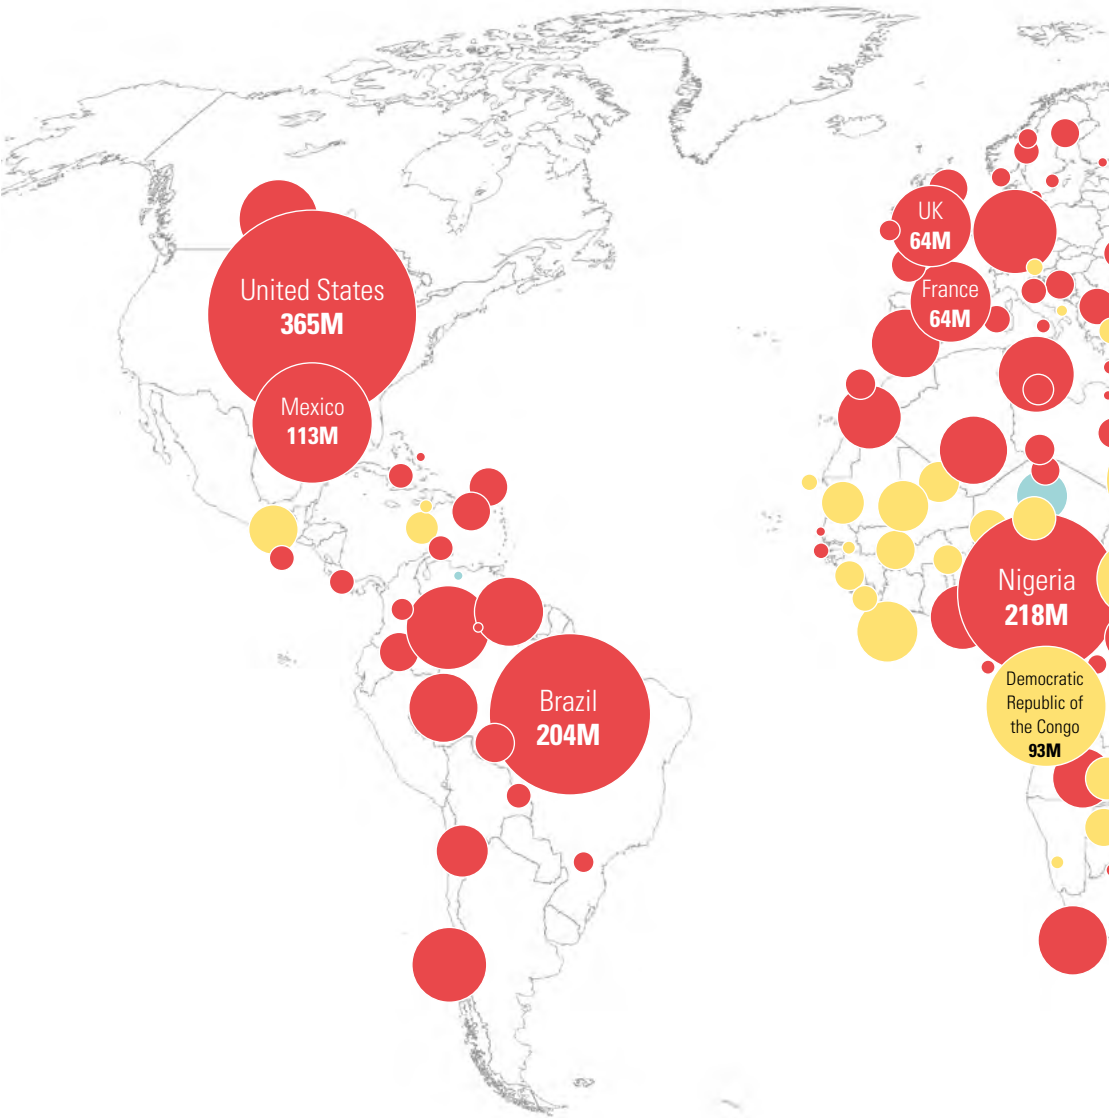 UK
64M
United States
365M
France
64M
Mexico
113M
Nigeria
218M
Democratic
Republic of
the Congo
93M
Brazil
204M